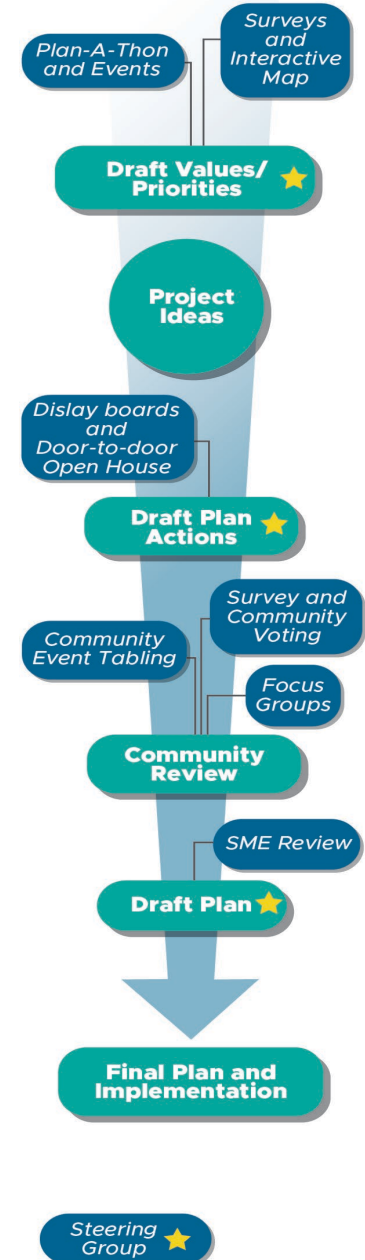 Surveys
and
Interactive
Map
Plan-A-Thon
and Events
Draft Values/
Priorities
Project
Ideas
Dislay boards
and
Door-to-door
Open House
Draft Plan
Actions
Survey and
Community
Voting
Community
Event Tabling
Focus
Groups
Community
Review
SME Review
Draft Plan
Final Plan and
Implementation
Steering
Group